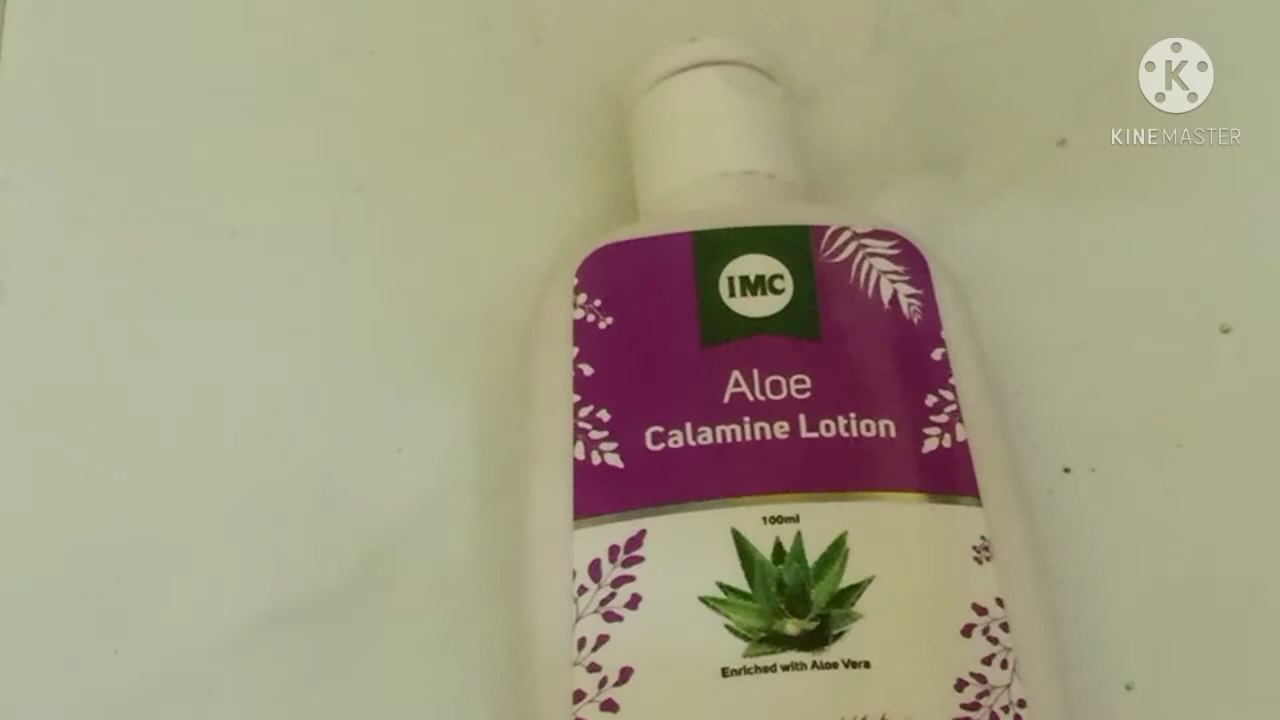 KINEMASTER
IMC
Aloe
Calamine Lotion
100ml
Enriched with Aloe Vera